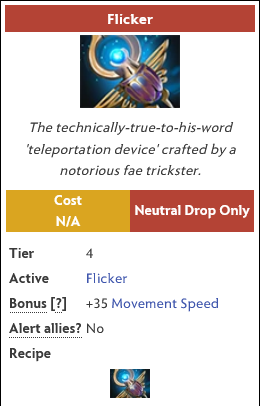 Flicker
The technically-true-to-his-word
'teleportation device' crafted by a
notorious fae trickster.
Cost
N/A
Neutral Drop Only
Tier 4
Active Flicker
Bonus [?] +35 Movement Speed
Alert allies? No
Recipe